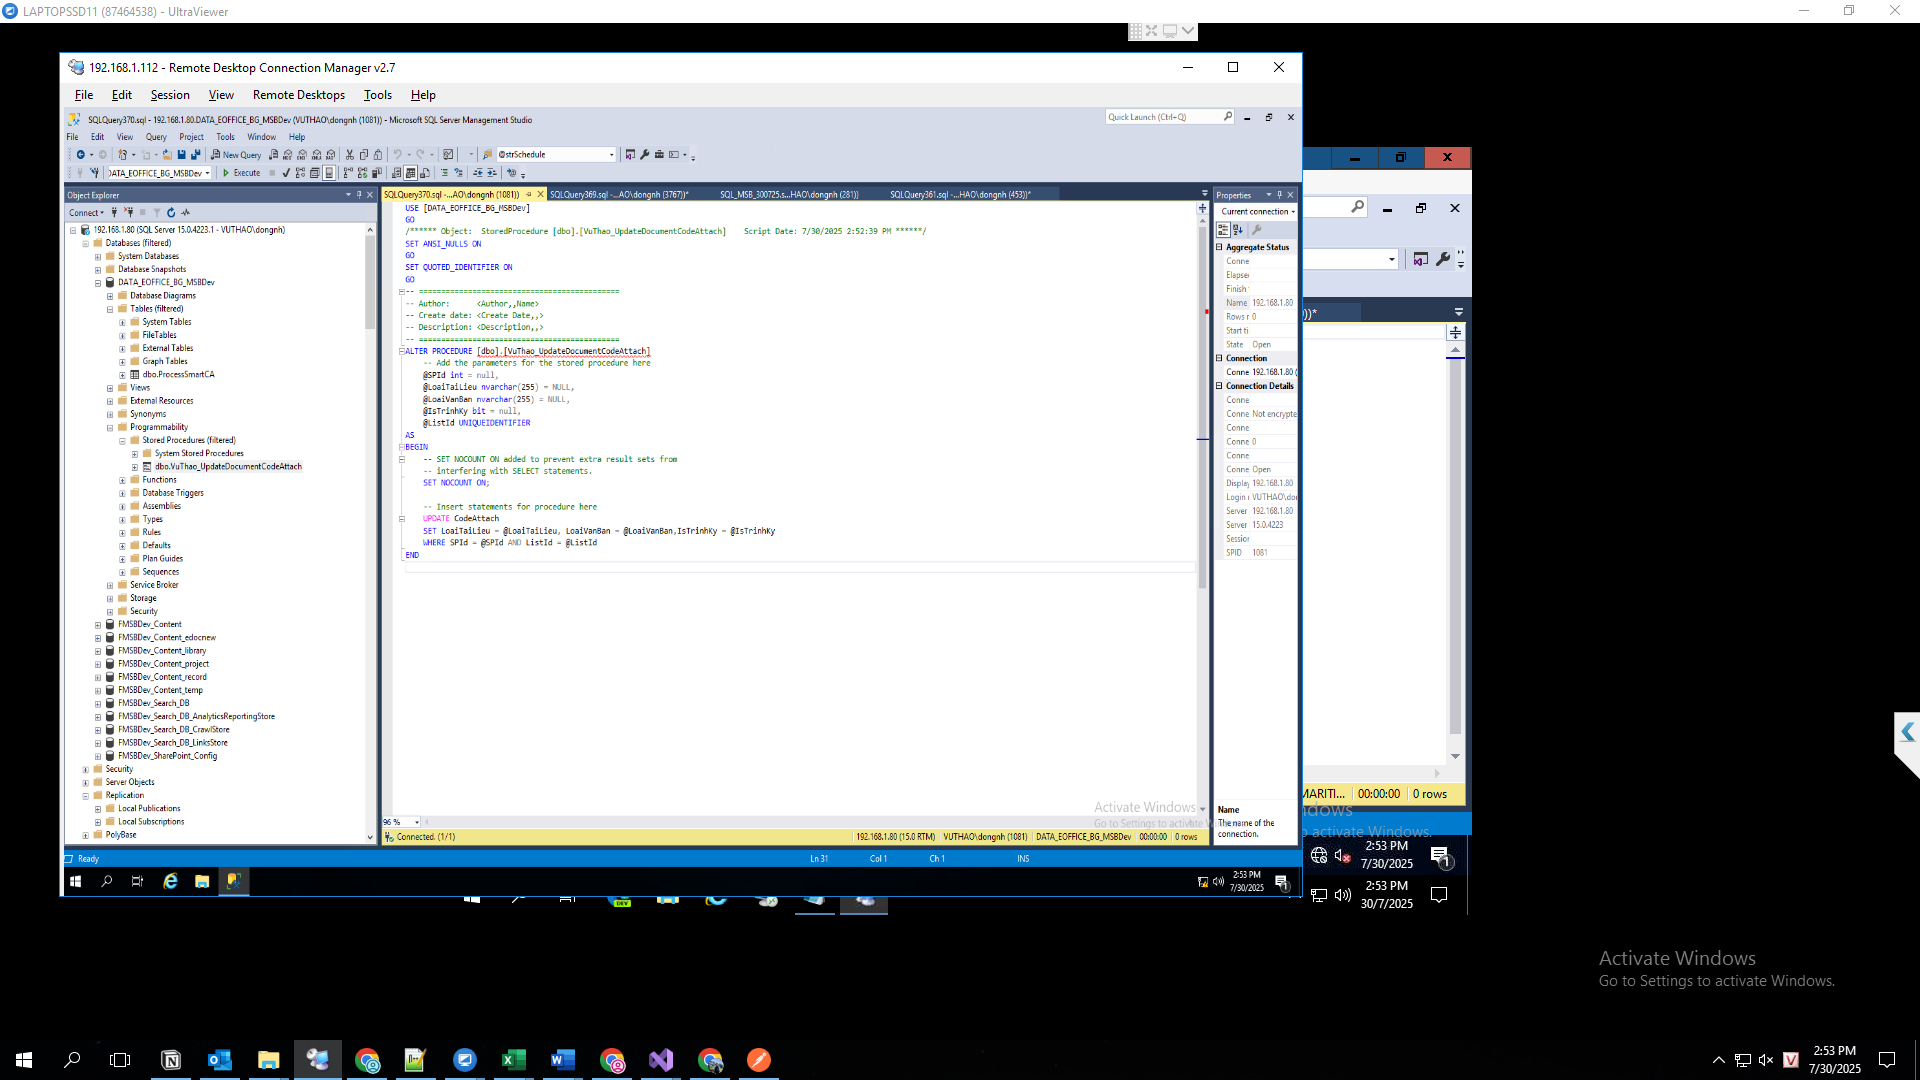 LAPTOPSSD11 (87464538) - UltraViewer
192.168.1.112 - Remote Desktop Connection Manager v2.7
File Edit Session View Remote Desktops Tools Help
SQLQuery370.sql - 192.168.1.80.DATA_EOFFICE_BG_MSBDev (VUTHAO\dongnh (1081)) - Microsoft SQL Server Management Studio
Quick Launch (Ctrl+Q)
File Edit View Query Project Tools Window Help
New Query
@strSchedule
DATA_EOFFICE_BG_MSBDev
Execute
Object Explorer
Connect
192.168.1.80 (SQL Server 15.0.4223.1 - VUTHAO\dongnh)
Databases (filtered)
System Databases
Database Snapshots
DATA_EOFFICE_BG_MSBDev
Database Diagrams
Tables (filtered)
System Tables
FileTables
External Tables
Graph Tables
dbo.ProcessSmartCA
Views
External Resources
Synonyms
Programmability
Stored Procedures (filtered)
System Stored Procedures
dbo.VuThao_UpdateDocumentCodeAttach
Functions
Database Triggers
Assemblies
Types
Rules
Defaults
Plan Guides
Sequences
Service Broker
Storage
Security
FMSBDev_Content
FMSBDev_Content_edocnew
FMSBDev_Content_library
FMSBDev_Content_project
FMSBDev_Content_record
FMSBDev_Content_temp
FMSBDev_Search_DB
FMSBDev_Search_DB_AnalyticsReportingStore
FMSBDev_Search_DB_CrawlStore
FMSBDev_Search_DB_LinksStore
FMSBDev_SharePoint_Config
Security
Server Objects
Replication
Local Publications
Local Subscriptions
PolyBase
SQLQuery370.sql -...AO\dongnh (1081)) SQLQuery369.sql -...AO\dongnh (3767))* SQL_MSB_300725.s...HAO\dongnh (281)) SQLQuery361.sql -...HAO\dongnh (453))*
USE [DATA_EOFFICE_BG_MSBDev]
GO
/****** Object:  StoredProcedure [dbo].[VuThao_UpdateDocumentCodeAttach]    Script Date: 7/30/2025 2:52:39 PM ******/
SET ANSI_NULLS ON
GO
SET QUOTED_IDENTIFIER ON
GO
-- =============================================
-- Author:      <Author,,Name>
-- Create date: <Create Date,,>
-- Description: <Description,,>
-- =============================================
ALTER PROCEDURE [dbo].[VuThao_UpdateDocumentCodeAttach]
-- Add the parameters for the stored procedure here
@SPId int = null,
@LoaiTaiLieu nvarchar(255) = NULL,
@LoaiVanBan nvarchar(255) = NULL,
@IsTrinhKy bit = null,
@ListId UNIQUEIDENTIFIER
AS
BEGIN
-- SET NOCOUNT ON added to prevent extra result sets from
-- interfering with SELECT statements.
SET NOCOUNT ON;
-- Insert statements for procedure here
UPDATE CodeAttach
SET LoaiTaiLieu = @LoaiTaiLieu, LoaiVanBan = @LoaiVanBan,IsTrinhKy = @IsTrinhKy
WHERE SPId = @SPId AND ListId = @ListId
END
96 %
Connected. (1/1)
192.168.1.80 (15.0 RTM) VUTHAO\dongnh (1081) DATA_EOFFICE_BG_MSBDev 00:00:00 0 rows
Ready Ln 31 Col 1 Ch 1 INS
Properties
Current connection
Aggregate Status
Conne
Elapse
Finish
Name 192.168.1.80
Rows r 0
Start ti
State Open
Connection
Conne 192.168.1.80 (
Connection Details
Conne
Conne Not encrypte
Conne
Conne 0
Conne
Conne Open
Display 192.168.1.80
Login VUTHAO\don
Server 192.168.1.80
Server 15.0.4223
Session
SPID 1081
Name
The name of the
connection.
Activate Windows
Go to Settings to activate W
2:53 PM
7/30/2025
1
))*
MARITI... 00:00:00 0 rows
dows
activate Windows.
2:53 PM
7/30/2025
1
2:53 PM
30/7/2025
DEV
Activate Windows
Go to Settings to activate Windows.
V
2:53 PM
7/30/2025